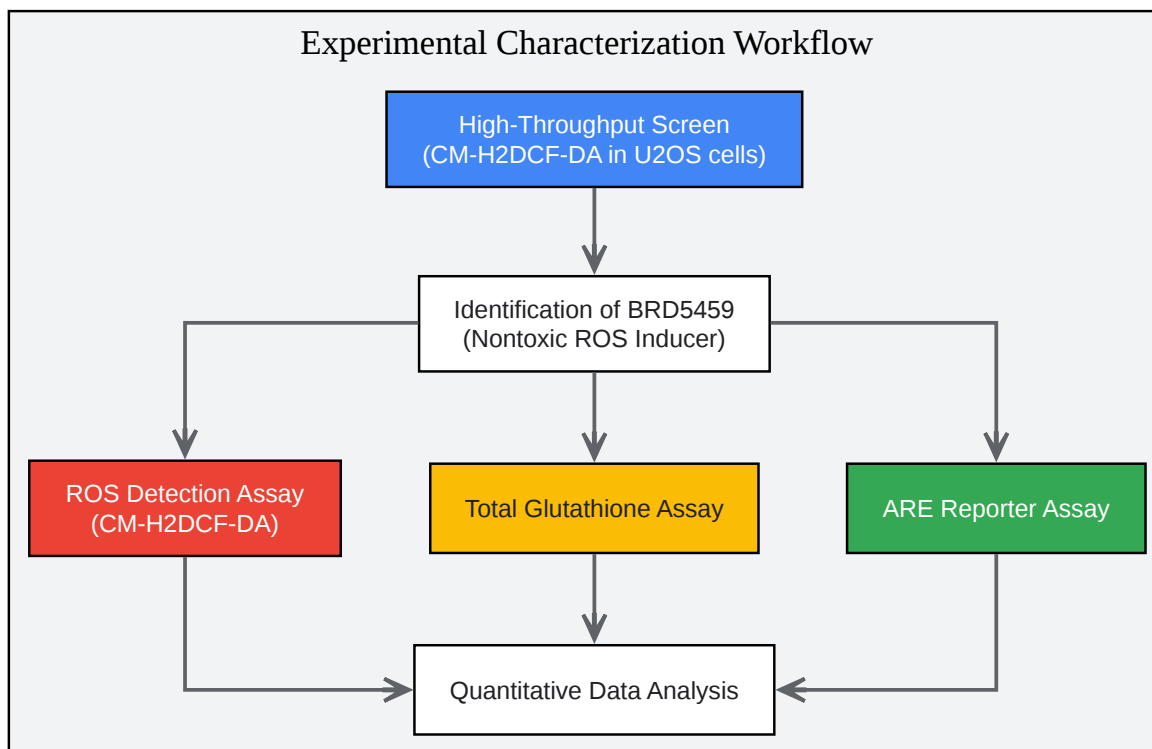 Experimental Characterization Workflow
High-Throughput Screen
(CM-H2DCF-DA in U2OS cells)
Identification of BRD5459
(Nontoxic ROS Inducer)
ROS Detection Assay
(CM-H2DCF-DA)
Total Glutathione Assay
ARE Reporter Assay
Quantitative Data Analysis